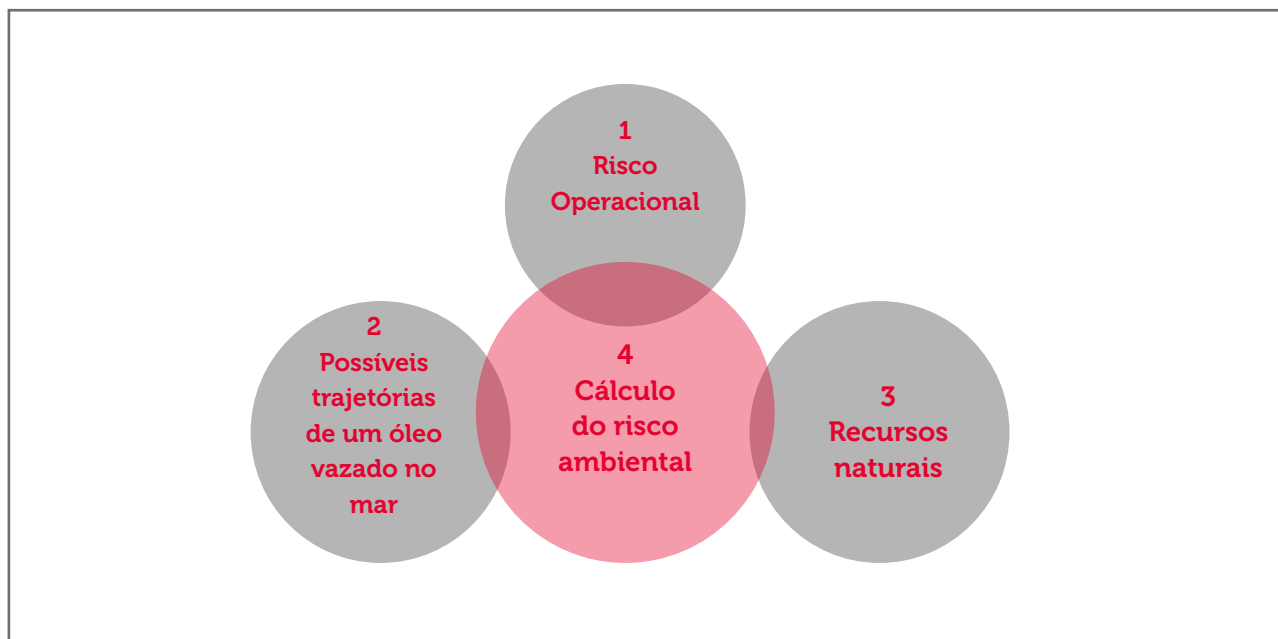 1
Risco
Operacional
2
Possíveis
trajetórias
de um óleo
vazado no
mar
4
Cálculo
do risco
ambiental
3
Recursos
naturais